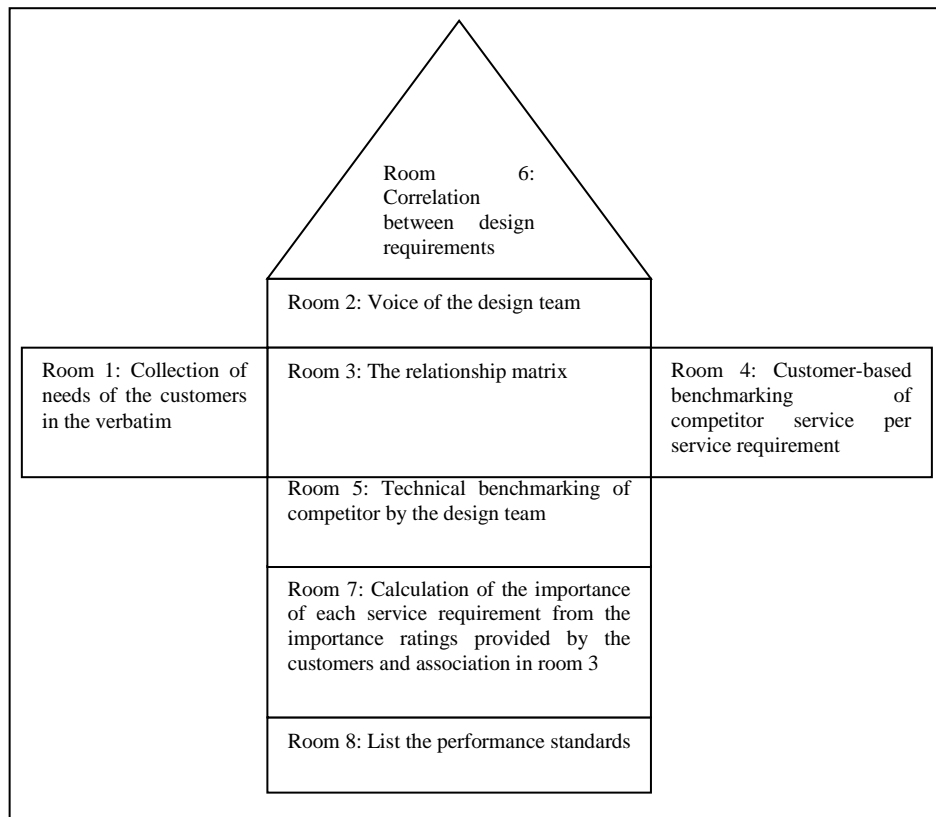 Room 6:
Correlation
between design
requirements
Room 2: Voice of the design team
Room 1: Collection of
needs of the customers
in the verbatim
Room 3: The relationship matrix
Room 4: Customer-based
benchmarking of
competitor service per
service requirement
Room 5: Technical benchmarking of
competitor by the design team
Room 7: Calculation of the importance
of each service requirement from the
importance ratings provided by the
customers and association in room 3
Room 8: List the performance standards